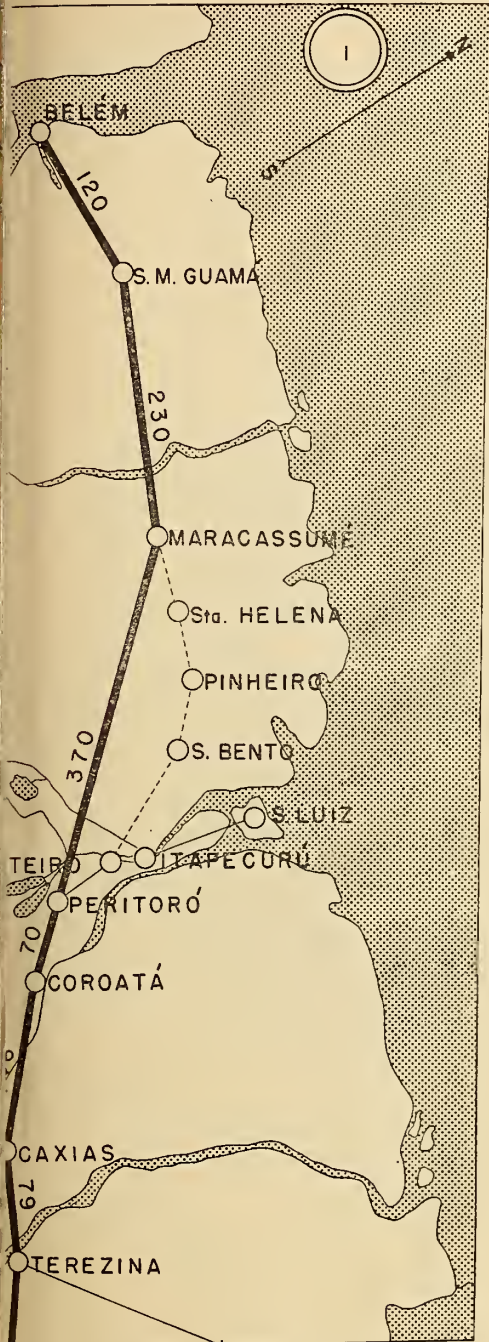 I
N
S
BELÉM
120
S. M. GUAMÁ
230
MARACASSUMÉ
Sta. HELENA
PINHEIRO
370
S. BENTO
S. LUIZ
TEIRO
ITAPECURÚ
PERITORÓ
70
COROATÁ
CAXIAS
79
TEREZINA